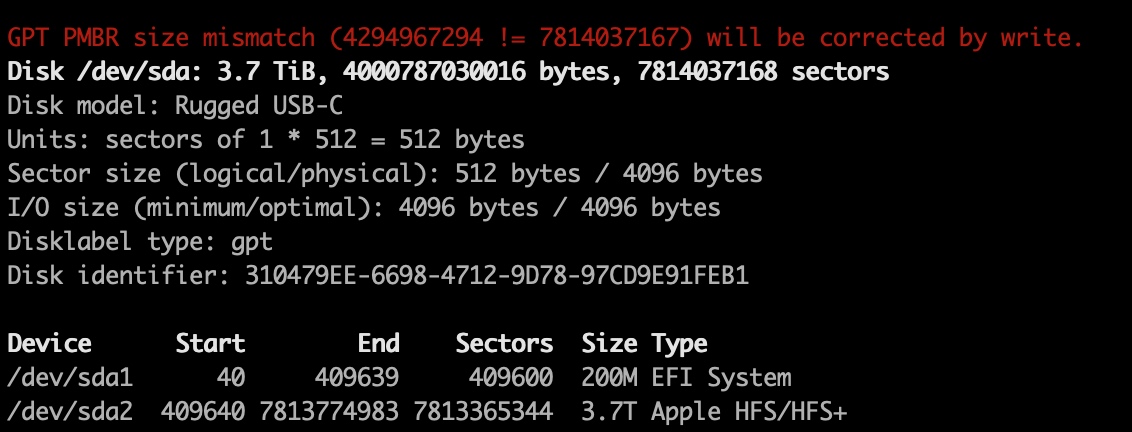 GPT PMBR size mismatch (4294967294 != 7814037167) will be corrected by write.
Disk /dev/sda: 3.7 TiB, 4000787030016 bytes, 7814037168 sectors
Disk model: Rugged USB-C
Units: sectors of 1 * 512 = 512 bytes
Sector size (logical/physical): 512 bytes / 4096 bytes
I/O size (minimum/optimal): 4096 bytes / 4096 bytes
Disklabel type: gpt
Disk identifier: 310479EE-6698-4712-9D78-97CD9E91FEB1
Device Start End Sectors Size Type
/dev/sda1 40 409639 409600 200M EFI System
/dev/sda2 409640 7813774983 7813365344 3.7T Apple HFS/HFS+